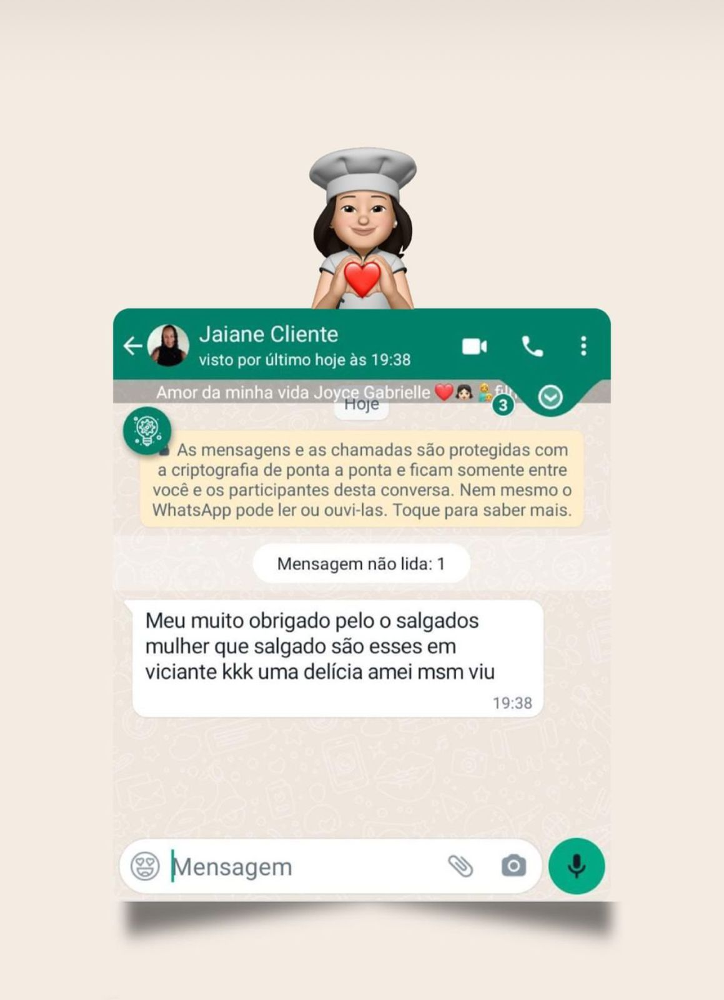 Jaiane Cliente
visto por último hoje às 19:38
Amor da minha vida Joyce Gabrielle ❤️👧🏻
Hoje
3
As mensagens e as chamadas são protegidas com
a criptografia de ponta a ponta e ficam somente entre
você e os participantes desta conversa. Nem mesmo o
WhatsApp pode ler ou ouvi-las. Toque para saber mais.
Mensagem não lida: 1
Meu muito obrigado pelo o salgados
mulher que salgado são esses em
viciante kkk uma delícia amei msm viu
19:38
Mensagem